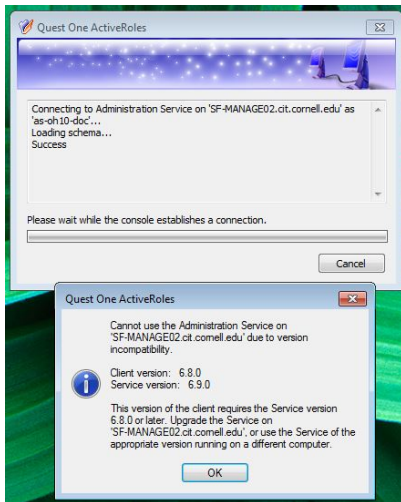 Quest One ActiveRoles
Connecting to Administration Service on 'SF-MANAGE02.cit.cornell.edu' as
'as-oh10-doc'...
Loading schema...
Success
Please wait while the console establishes a connection.
Cancel
Quest One ActiveRoles
Cannot use the Administration Service on
'SF-MANAGE02.cit.cornell.edu' due to version
incompatibility.
Client version: 6.8.0
Service version: 6.9.0
This version of the client requires the Service version
6.8.0 or later. Upgrade the Service on
'SF-MANAGE02.cit.cornell.edu', or use the Service of the
appropriate version running on a different computer.
OK